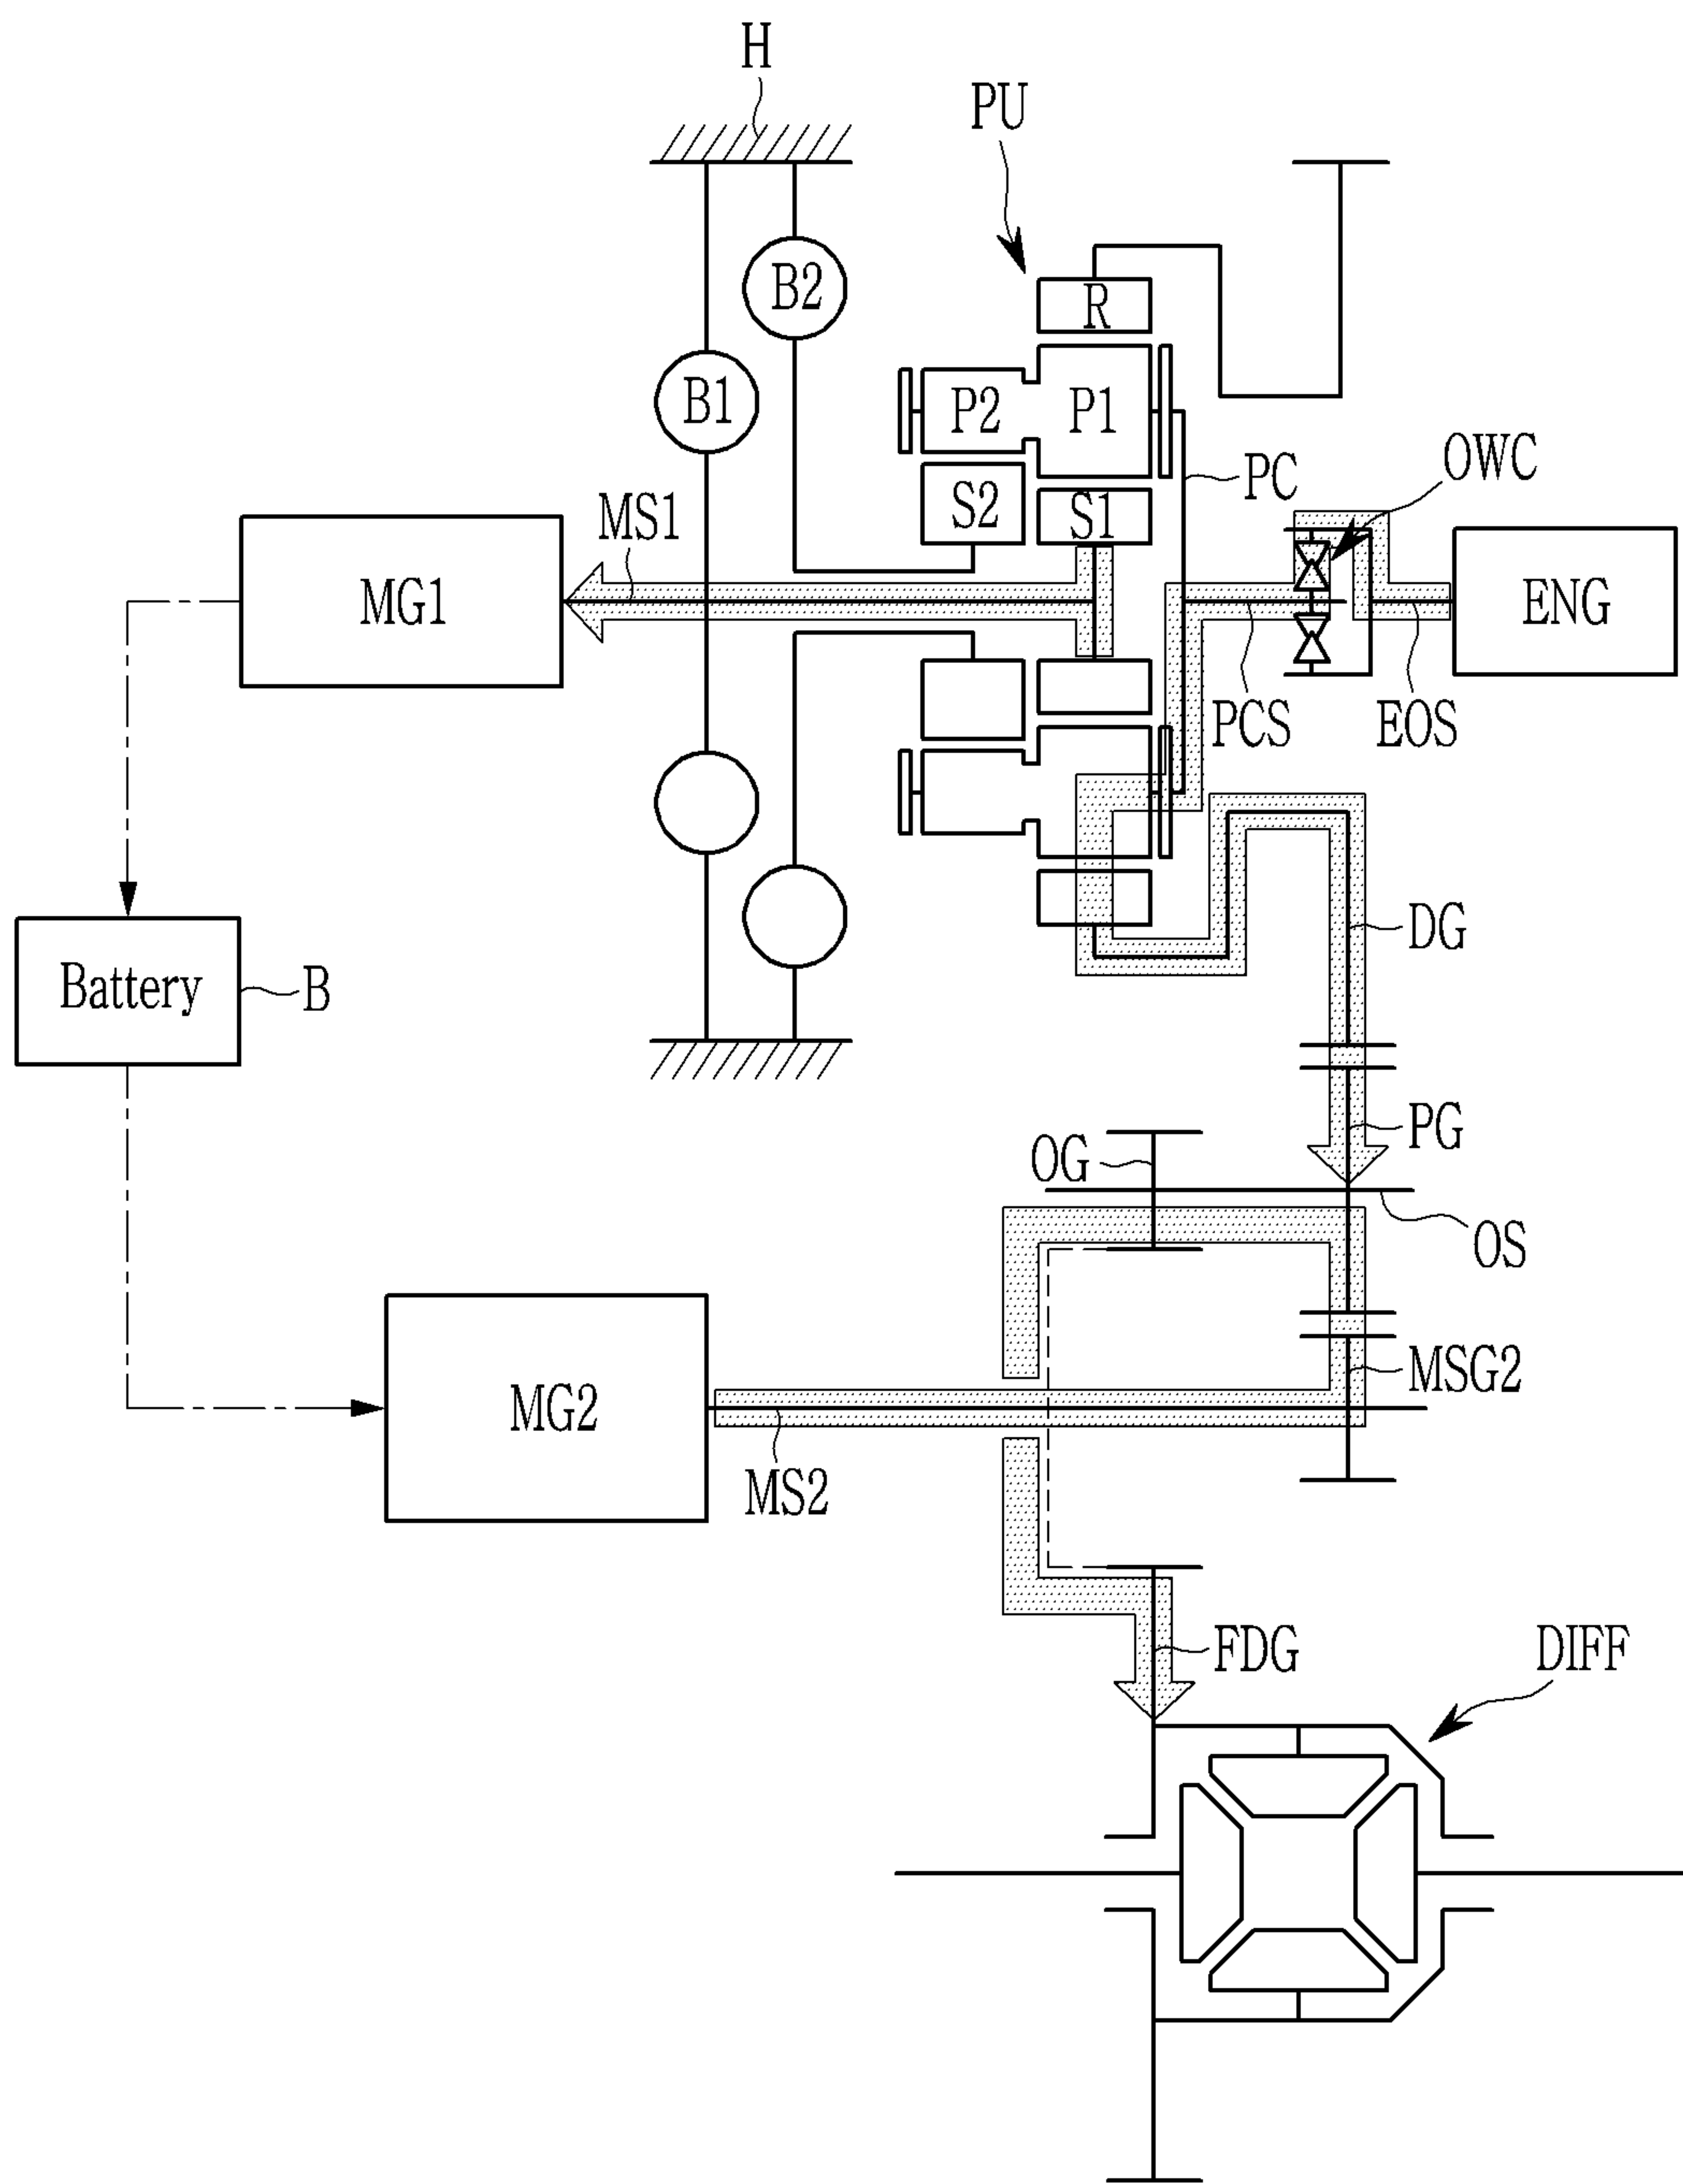 H
PU
B2
R
B1
P2
P1
OWC
PC
MS1
S2
S1
MG1
ENG
PCS
EOS
DG
Battery
B
PG
OG
OS
MSG2
MG2
MS2
FDG
DIFF